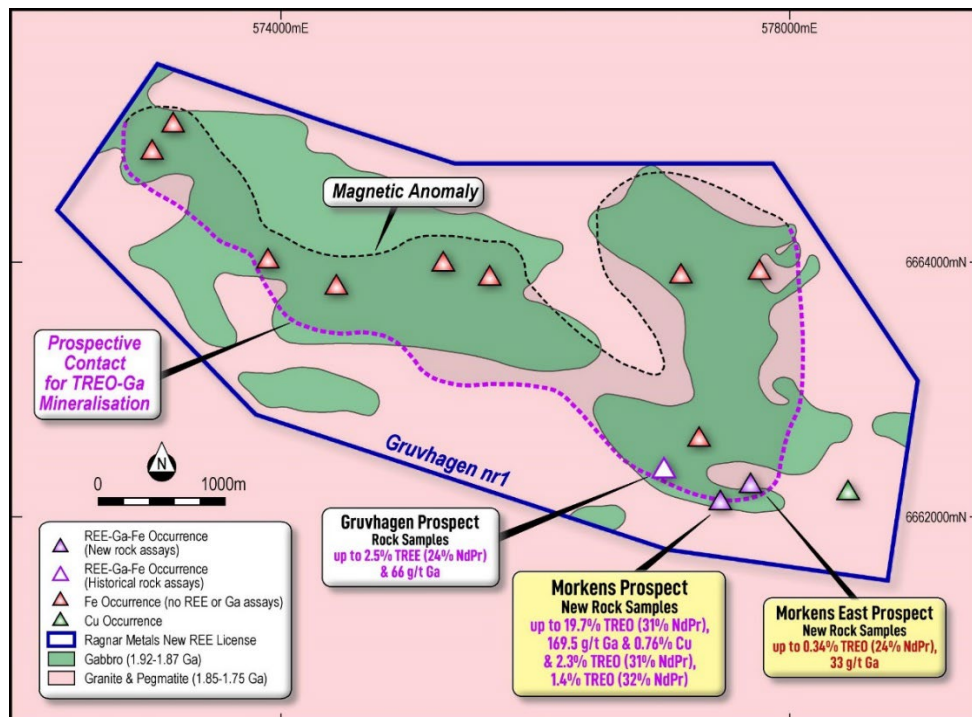 574000mE
578000mE
Magnetic Anomaly
6664000mN
Prospective
Contact
for TREO-Ga
Mineralisation
Gruvhagen nr1
N
0 1000m
6662000mN
REE-Ga-Fe Occurrence
(New rock assays)
REE-Ga-Fe Occurrence
(Historical rock assays)
Fe Occurrence (no REE or Ga assays)
Cu Occurrence
Ragnar Metals New REE License
Gabbro (1.92-1.87 Ga)
Granite & Pegmatite (1.85-1.75 Ga)
Gruvhagen Prospect
Rock Samples
up to 2.5% TREE (24% NdPr)
& 66 g/t Ga
Morkens Prospect
New Rock Samples
up to 19.7% TREO (31% NdPr),
169.5 g/t Ga & 0.76% Cu
& 2.3% TREO (31% NdPr),
1.4% TREO (32% NdPr)
Morkens East Prospect
New Rock Samples
up to 0.34% TREO (24% NdPr),
33 g/t Ga